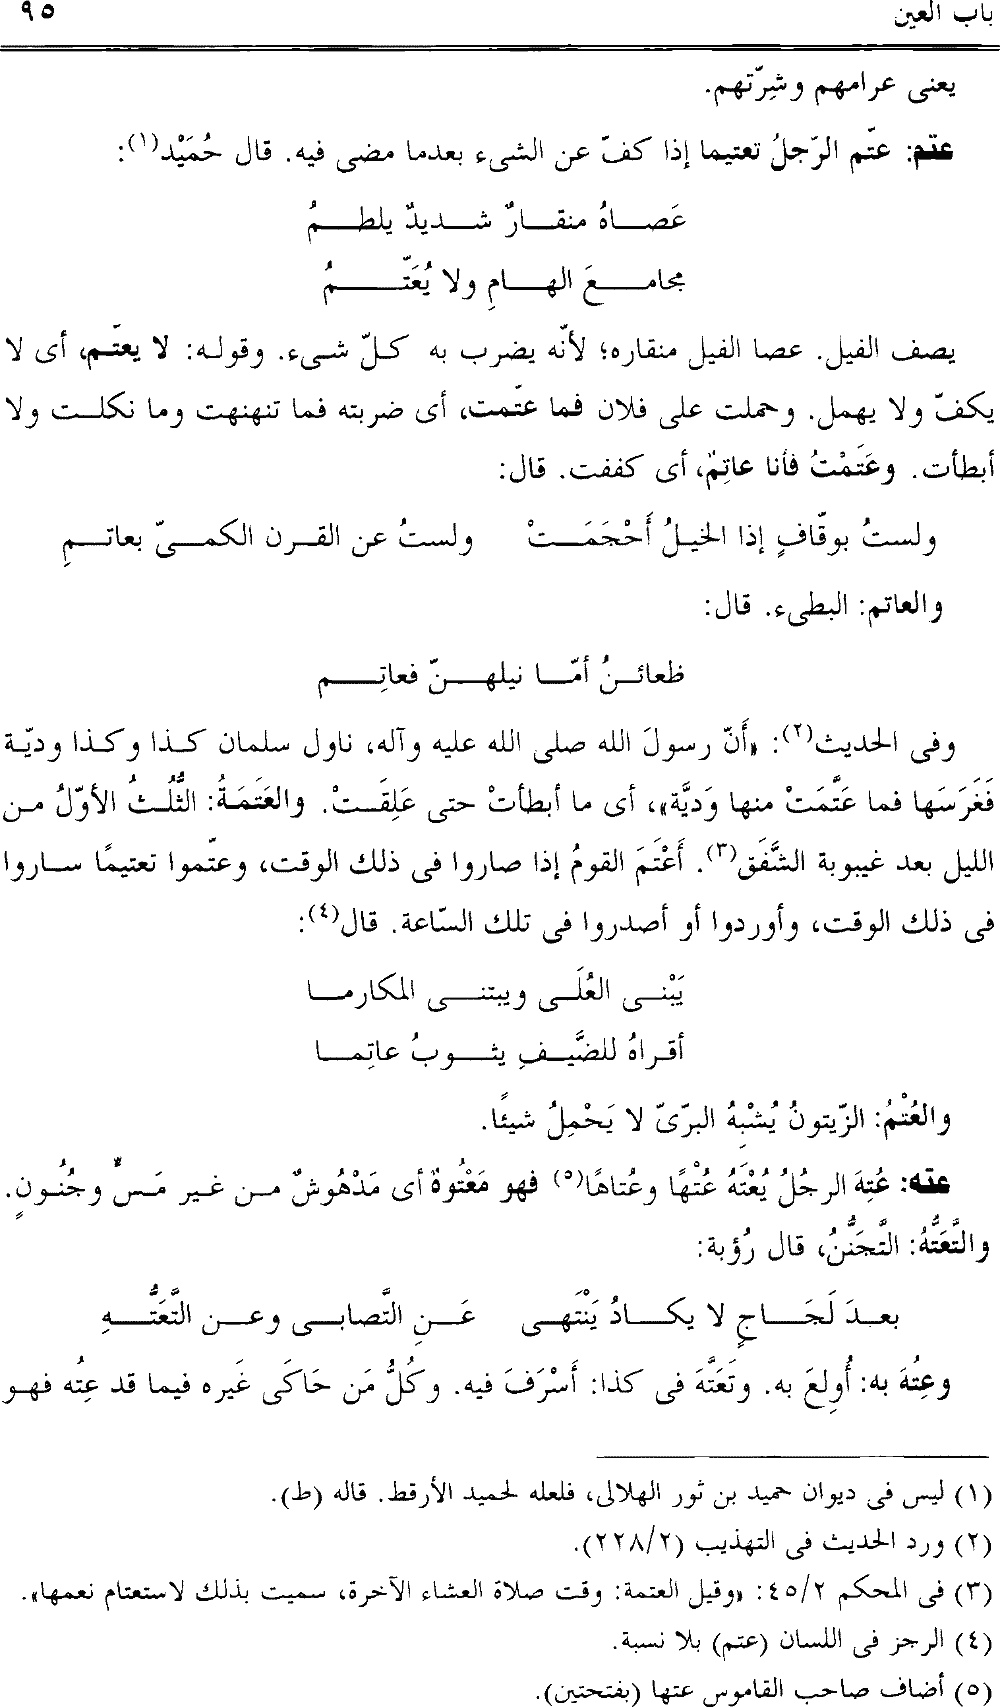 باب العين ٩٥
يعنى عرامهم وشِرّتهم.
عتم: عتّم الرّجلُ تعتيما إذا كفّ عن الشىء بعدما مضى فيه. قال حُمَيْد(١):
عَصاهُ منقارٌ شديدٌ يلطمُ
مجامعَ الهامِ ولا يُعَتّمُ
يصف الفيل. عصا الفيل منقاره؛ لأنّه يضرب به كلّ شىء. وقوله: لا يعتّم، أى لا
يكفّ ولا يهمل. وحملت على فلان فما عتّمت، أى ضربته فما تنهنهت وما نكلت ولا
أبطأت. وعَتَمْتُ فأنا عاتِمٌ، أى كففت. قال:
ولستُ بوقّافٍ إذا الخيلُ أَحْجَمَتْ ولستُ عن القرن الكمىّ بعاتمِ
والعاتم: البطىء. قال:
ظعائنُ أمّا نيلهنّ فعاتِم
وفى الحديث(٢): «أَنّ رسولَ الله صلى الله عليه وآله، ناول سلمان كذا وكذا وديّة
فَغَرَسَها فما عَتَّمَتْ منها وَديَّة»، أى ما أبطأتْ حتى عَلِقَتْ. والعَتَمَةُ: الثُّلُثُ الأوّلُ من
الليل بعد غيبوبة الشَّفَق(٣). أَعْتَمَ القومُ إذا صاروا فى ذلك الوقت، وعتّموا تعتيمًا ساروا
فى ذلك الوقت، وأوردوا أو أصدروا فى تلك السّاعة. قال(٤):
يَبْنى العُلَى ويبتنى المكارما
أقراهُ للضَّيفِ يثوبُ عاتِما
والعُتْمُ: الزّيتونُ يُشْبِهُ البرّىّ لا يَحْمِلُ شيئًا.
عته: عُتِهَ الرجُلُ يُعْتَهُ عُتْهًا وعُتاهًا(٥) فهو مَعْتُوهٌ أى مَدْهُوشٌ من غير مَسٍّ وجُنُونٍ.
والتَّعَتُّهُ: التَّجَنُّنُ، قال رُؤبة:
بعدَ لَجَاجٍ لا يكادُ يَنْتَهى عَنِ التَّصابى وعن التَّعَتُّهِ
وعِتُهَ به: أُولِعَ به. وتَعَتَّهَ فى كذا: أَسْرَفَ فيه. وكُلُّ مَن حَاكَى غَيره فيما قد عتُه فهو
(١) ليس فى ديوان حميد بن ثور الهلالى، فلعله لحميد الأرقط. قاله (ط).
(٢) ورد الحديث فى التهذيب (٢٢٨/٢).
(٣) فى المحكم ٤٥/٢: «وقيل العتمة: وقت صلاة العشاء الآخرة، سميت بذلك لاستعتام نعمها».
(٤) الرجز فى اللسان (عتم) بلا نسبة.
(٥) أضاف صاحب القاموس عتها (بفتحتين).